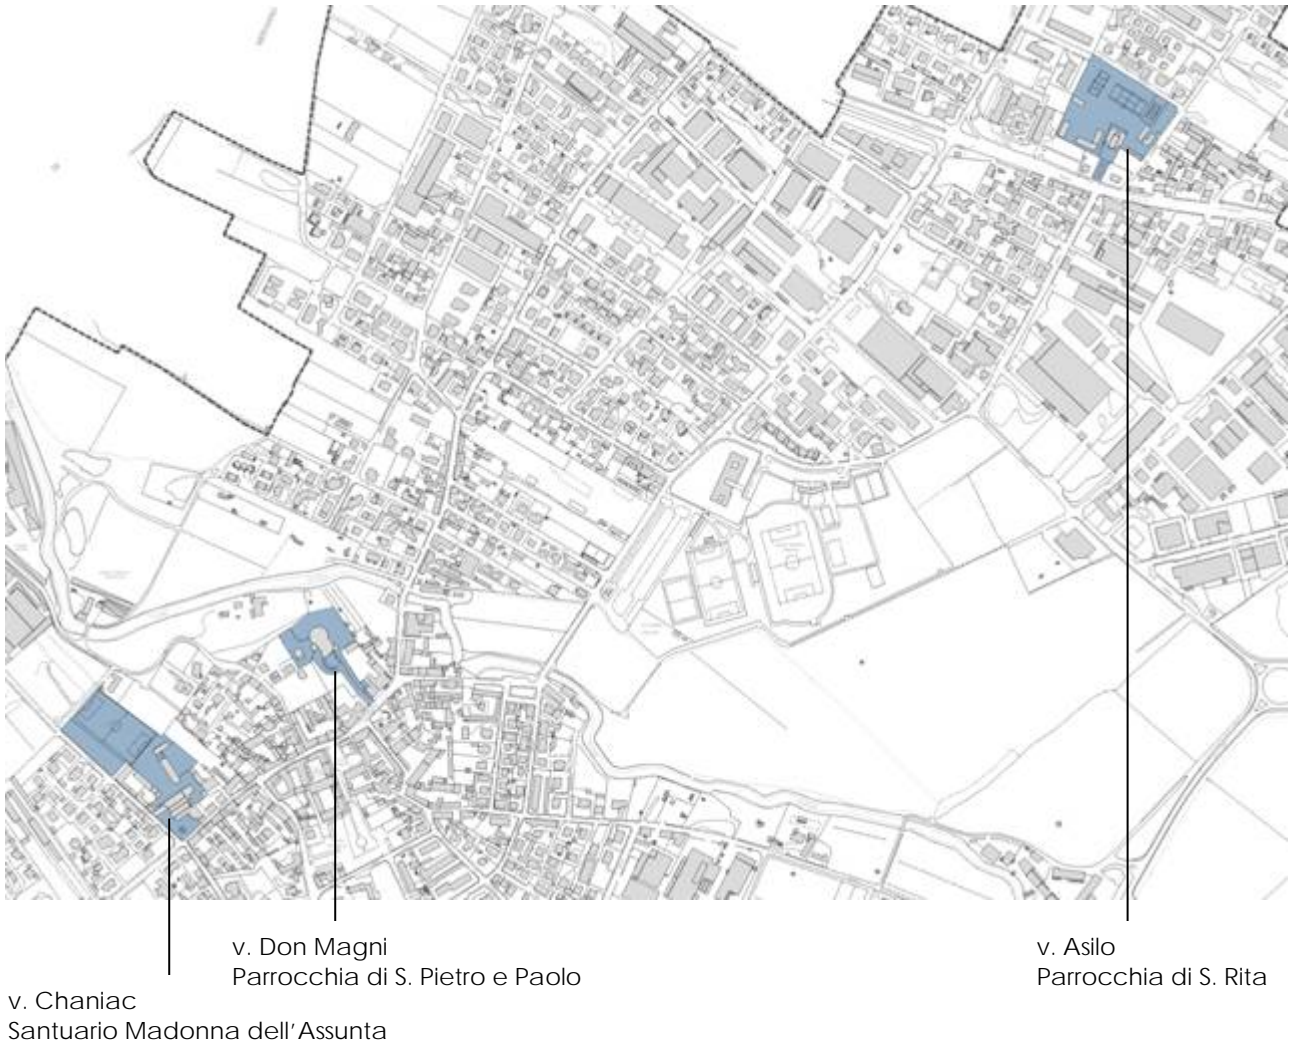 v. Don Magni
Parrocchia di S. Pietro e Paolo
v. Asilo
Parrocchia di S. Rita
v. Chaniac
Santuario Madonna dell'Assunta